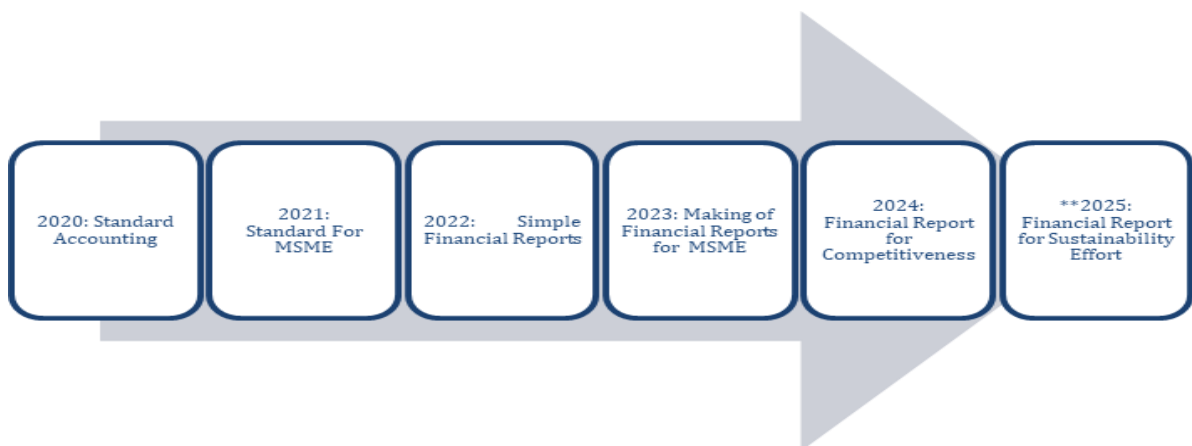 2020: Standard
Accounting
2021:
Standard For
MSME
2022: Simple
Financial Reports
2023: Making of
Financial Reports
for MSME
2024:
Financial Report
for
Competitiveness
**2025:
Financial Report
for Sustainability
Effort